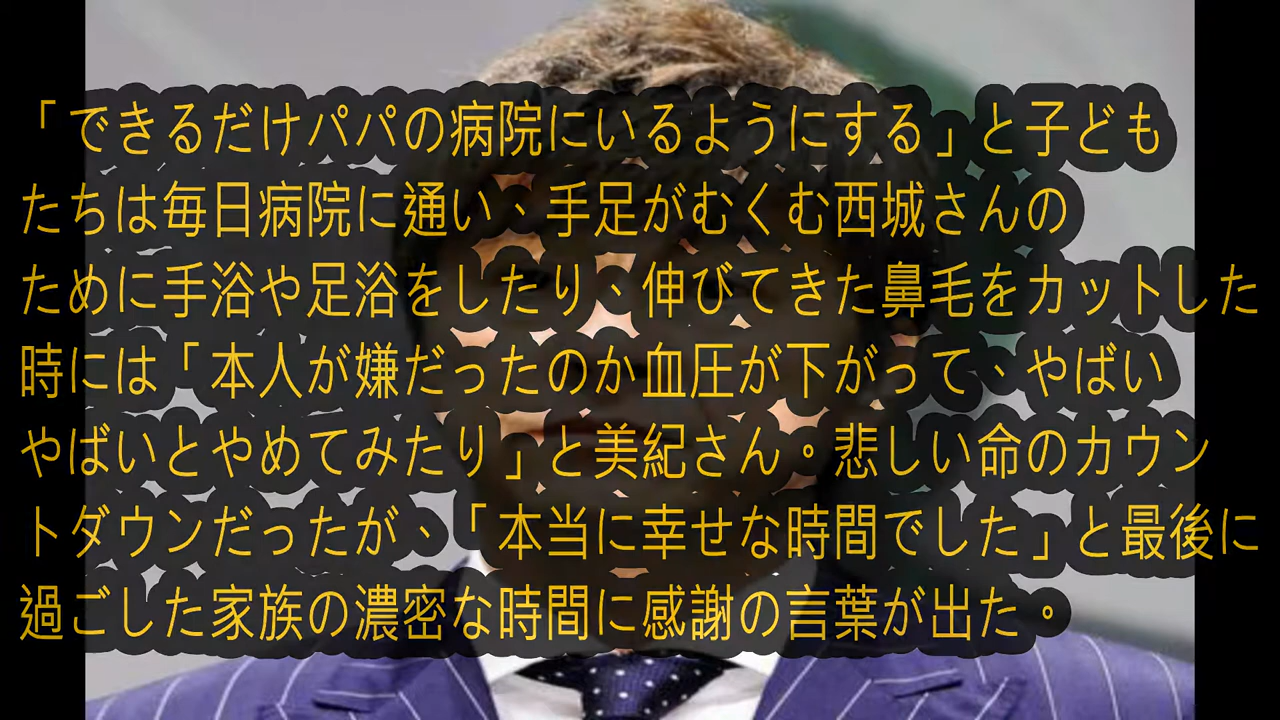 「できるだけパパの病院にいるようにする」と子ども
たちは毎日病院に通い、手足がむくむ西城さんの
ために手浴や足浴をしたり、伸びてきた鼻毛をカットした
時には「本人が嫌だったのか血圧が下がって、やばい
やばいとやめてみたり」と美紀さん。悲しい命のカウン
トダウンだったが、「本当に幸せな時間でした」と最後に
過ごした家族の濃密な時間に感謝の言葉が出た。